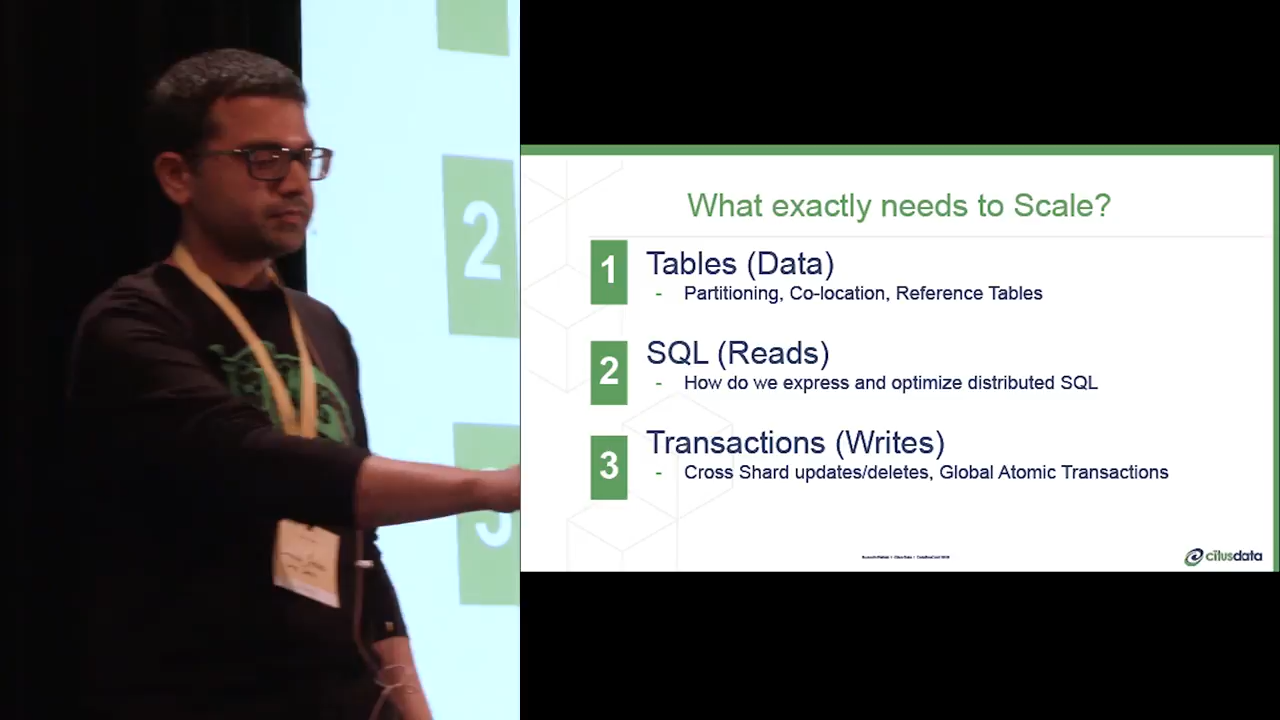 2
3
What exactly needs to Scale?
1
Tables (Data)
- Partitioning, Co-location, Reference Tables
2
SQL (Reads)
- How do we express and optimize distributed SQL
3
Transactions (Writes)
- Cross Shard updates/deletes, Global Atomic Transactions
citusdata